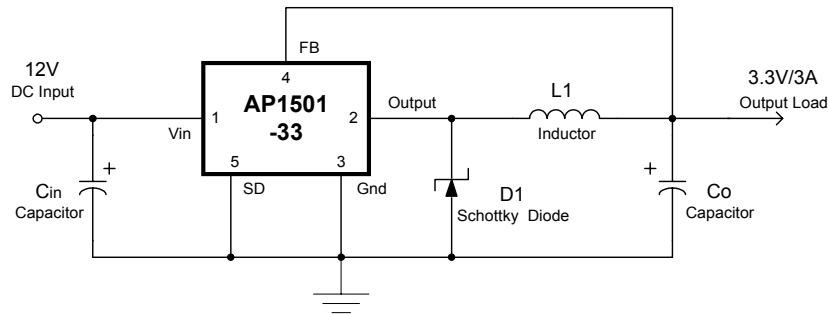 FB
4
12V
DC Input
AP1501
-33
1
2
Vin
Output
L1
Inductor
3.3V/3A
Output Load
5
3
SD
Gnd
+
Cin
Capacitor
D1
Schottky Diode
+
Co
Capacitor